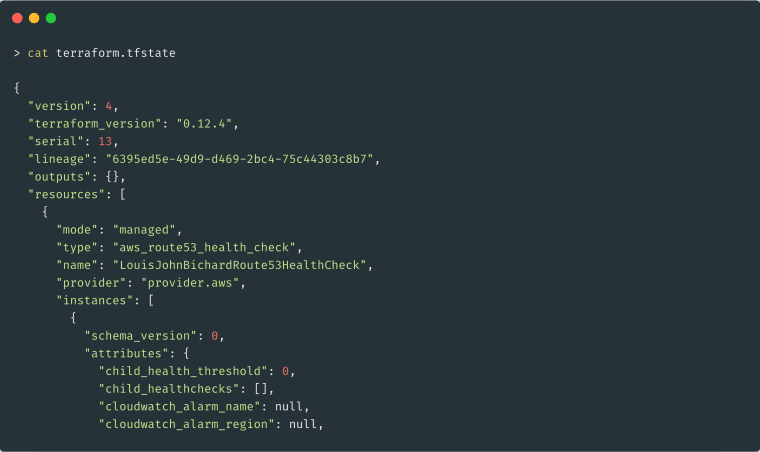 > cat terraform.tfstate
{
"version": 4,
"terraform_version": "0.12.4",
"serial": 13,
"lineage": "6395ed5e-49d9-d469-2bc4-75c44303c8b7",
"outputs": {},
"resources": [
{
"mode": "managed",
"type": "aws_route53_health_check",
"name": "LouisJohnBichardRoute53HealthCheck",
"provider": "provider.aws",
"instances": [
{
"schema_version": 0,
"attributes": {
"child_health_threshold": 0,
"child_healthchecks": [],
"cloudwatch_alarm_name": null,
"cloudwatch_alarm_region": null,